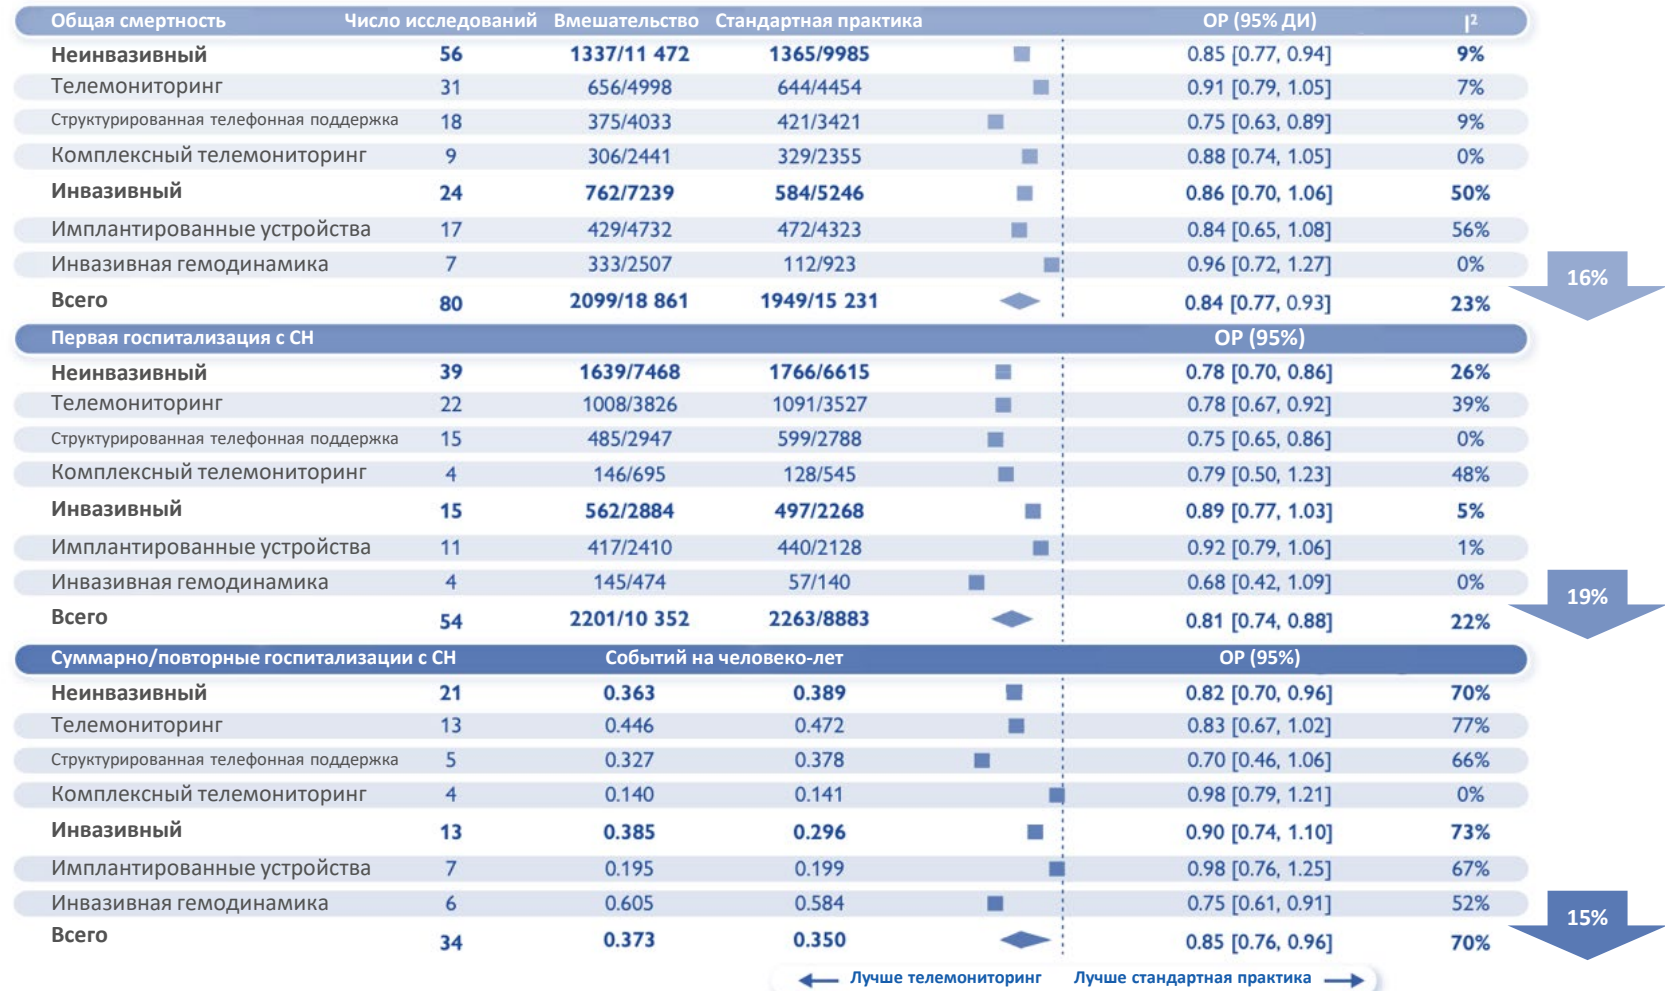 Общая смертность Число исследований Вмешательство Стандартная практика ОР (95% ДИ) I²
Неинвазивный 56 1337/11 472 1365/9985 0.85 [0.77, 0.94] 9%
Телемониторинг 31 656/4998 644/4454 0.91 [0.79, 1.05] 7%
Структурированная телефонная поддержка 18 375/4033 421/3421 0.75 [0.63, 0.89] 9%
Комплексный телемониторинг 9 306/2441 329/2355 0.88 [0.74, 1.05] 0%
Инвазивный 24 762/7239 584/5246 0.86 [0.70, 1.06] 50%
Имплантированные устройства 17 429/4732 472/4323 0.84 [0.65, 1.08] 56%
Инвазивная гемодинамика 7 333/2507 112/923 0.96 [0.72, 1.27] 0%
16%
Всего 80 2099/18 861 1949/15 231 0.84 [0.77, 0.93] 23%
Первая госпитализация с СН ОР (95%)
Неинвазивный 39 1639/7468 1766/6615 0.78 [0.70, 0.86] 26%
Телемониторинг 22 1008/3826 1091/3527 0.78 [0.67, 0.92] 39%
Структурированная телефонная поддержка 15 485/2947 599/2788 0.75 [0.65, 0.86] 0%
Комплексный телемониторинг 4 146/695 128/545 0.79 [0.50, 1.23] 48%
Инвазивный 15 562/2884 497/2268 0.89 [0.77, 1.03] 5%
Имплантированные устройства 11 417/2410 440/2128 0.92 [0.79, 1.06] 1%
Инвазивная гемодинамика 4 145/474 57/140 0.68 [0.42, 1.09] 0%
19%
Всего 54 2201/10 352 2263/8883 0.81 [0.74, 0.88] 22%
Суммарно/повторные госпитализации с СН Событий на человеко-лет ОР (95%)
Неинвазивный 21 0.363 0.389 0.82 [0.70, 0.96] 70%
Телемониторинг 13 0.446 0.472 0.83 [0.67, 1.02] 77%
Структурированная телефонная поддержка 5 0.327 0.378 0.70 [0.46, 1.06] 66%
Комплексный телемониторинг 4 0.140 0.141 0.98 [0.79, 1.21] 0%
Инвазивный 13 0.385 0.296 0.90 [0.74, 1.10] 73%
Имплантированные устройства 7 0.195 0.199 0.98 [0.76, 1.25] 67%
Инвазивная гемодинамика 6 0.605 0.584 0.75 [0.61, 0.91] 52%
15%
Всего 34 0.373 0.350 0.85 [0.76, 0.96] 70%
Лучше телемониторинг Лучше стандартная практика